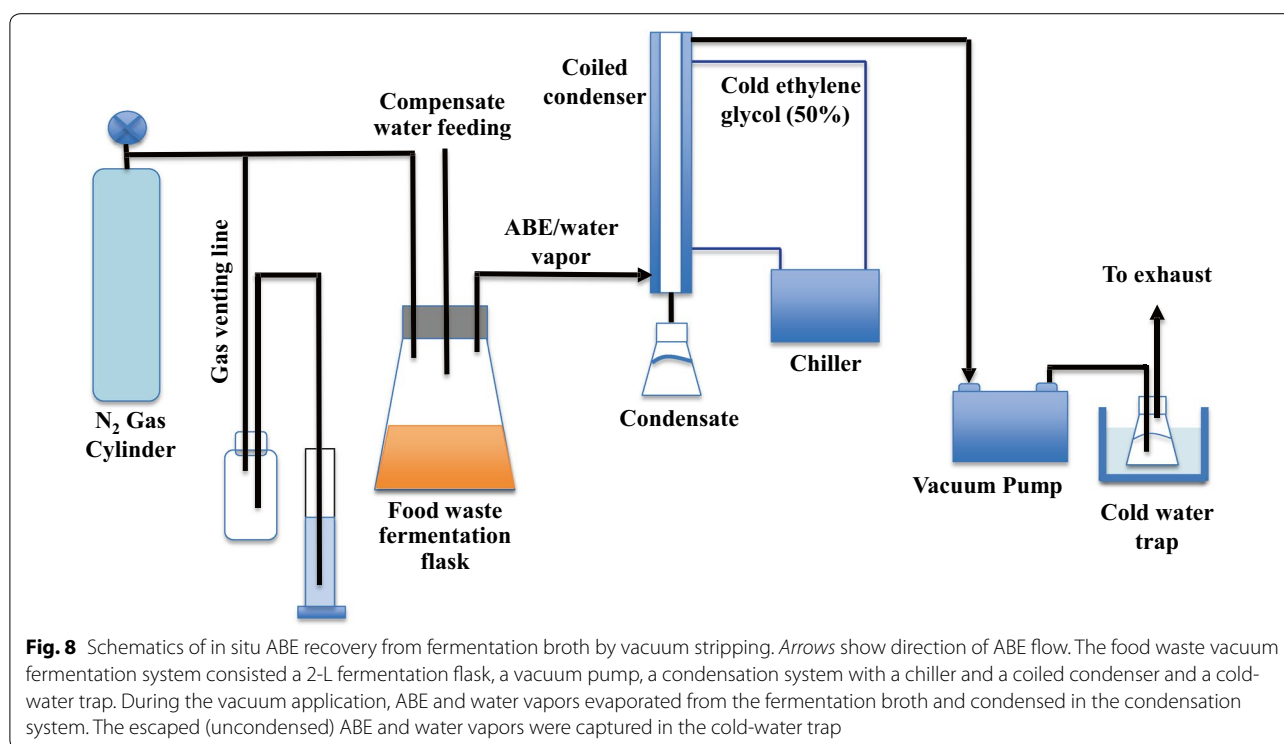 Coiled
condenser
Cold ethylene
glycol (50%)
Compensate
water feeding
Gas venting line
ABE/water
vapor
To exhaust
Chiller
Condensate
N₂ Gas
Cylinder
Vacuum Pump
Food waste
fermentation
flask
Cold water
trap
Fig. 8 Schematics of in situ ABE recovery from fermentation broth by vacuum stripping. Arrows show direction of ABE flow. The food waste vacuum
fermentation system consisted a 2-L fermentation flask, a vacuum pump, a condensation system with a chiller and a coiled condenser and a cold-
water trap. During the vacuum application, ABE and water vapors evaporated from the fermentation broth and condensed in the condensation
system. The escaped (uncondensed) ABE and water vapors were captured in the cold-water trap